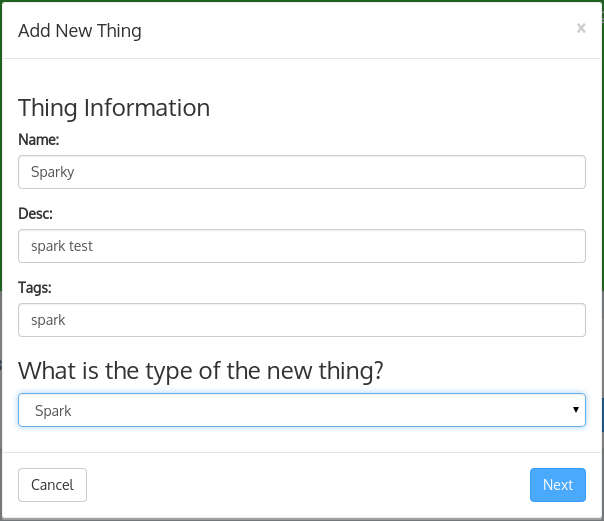 Add New Thing
×
Thing Information
Name:
Sparky
Desc:
spark test
Tags:
spark
What is the type of the new thing?
Spark
Cancel
Next